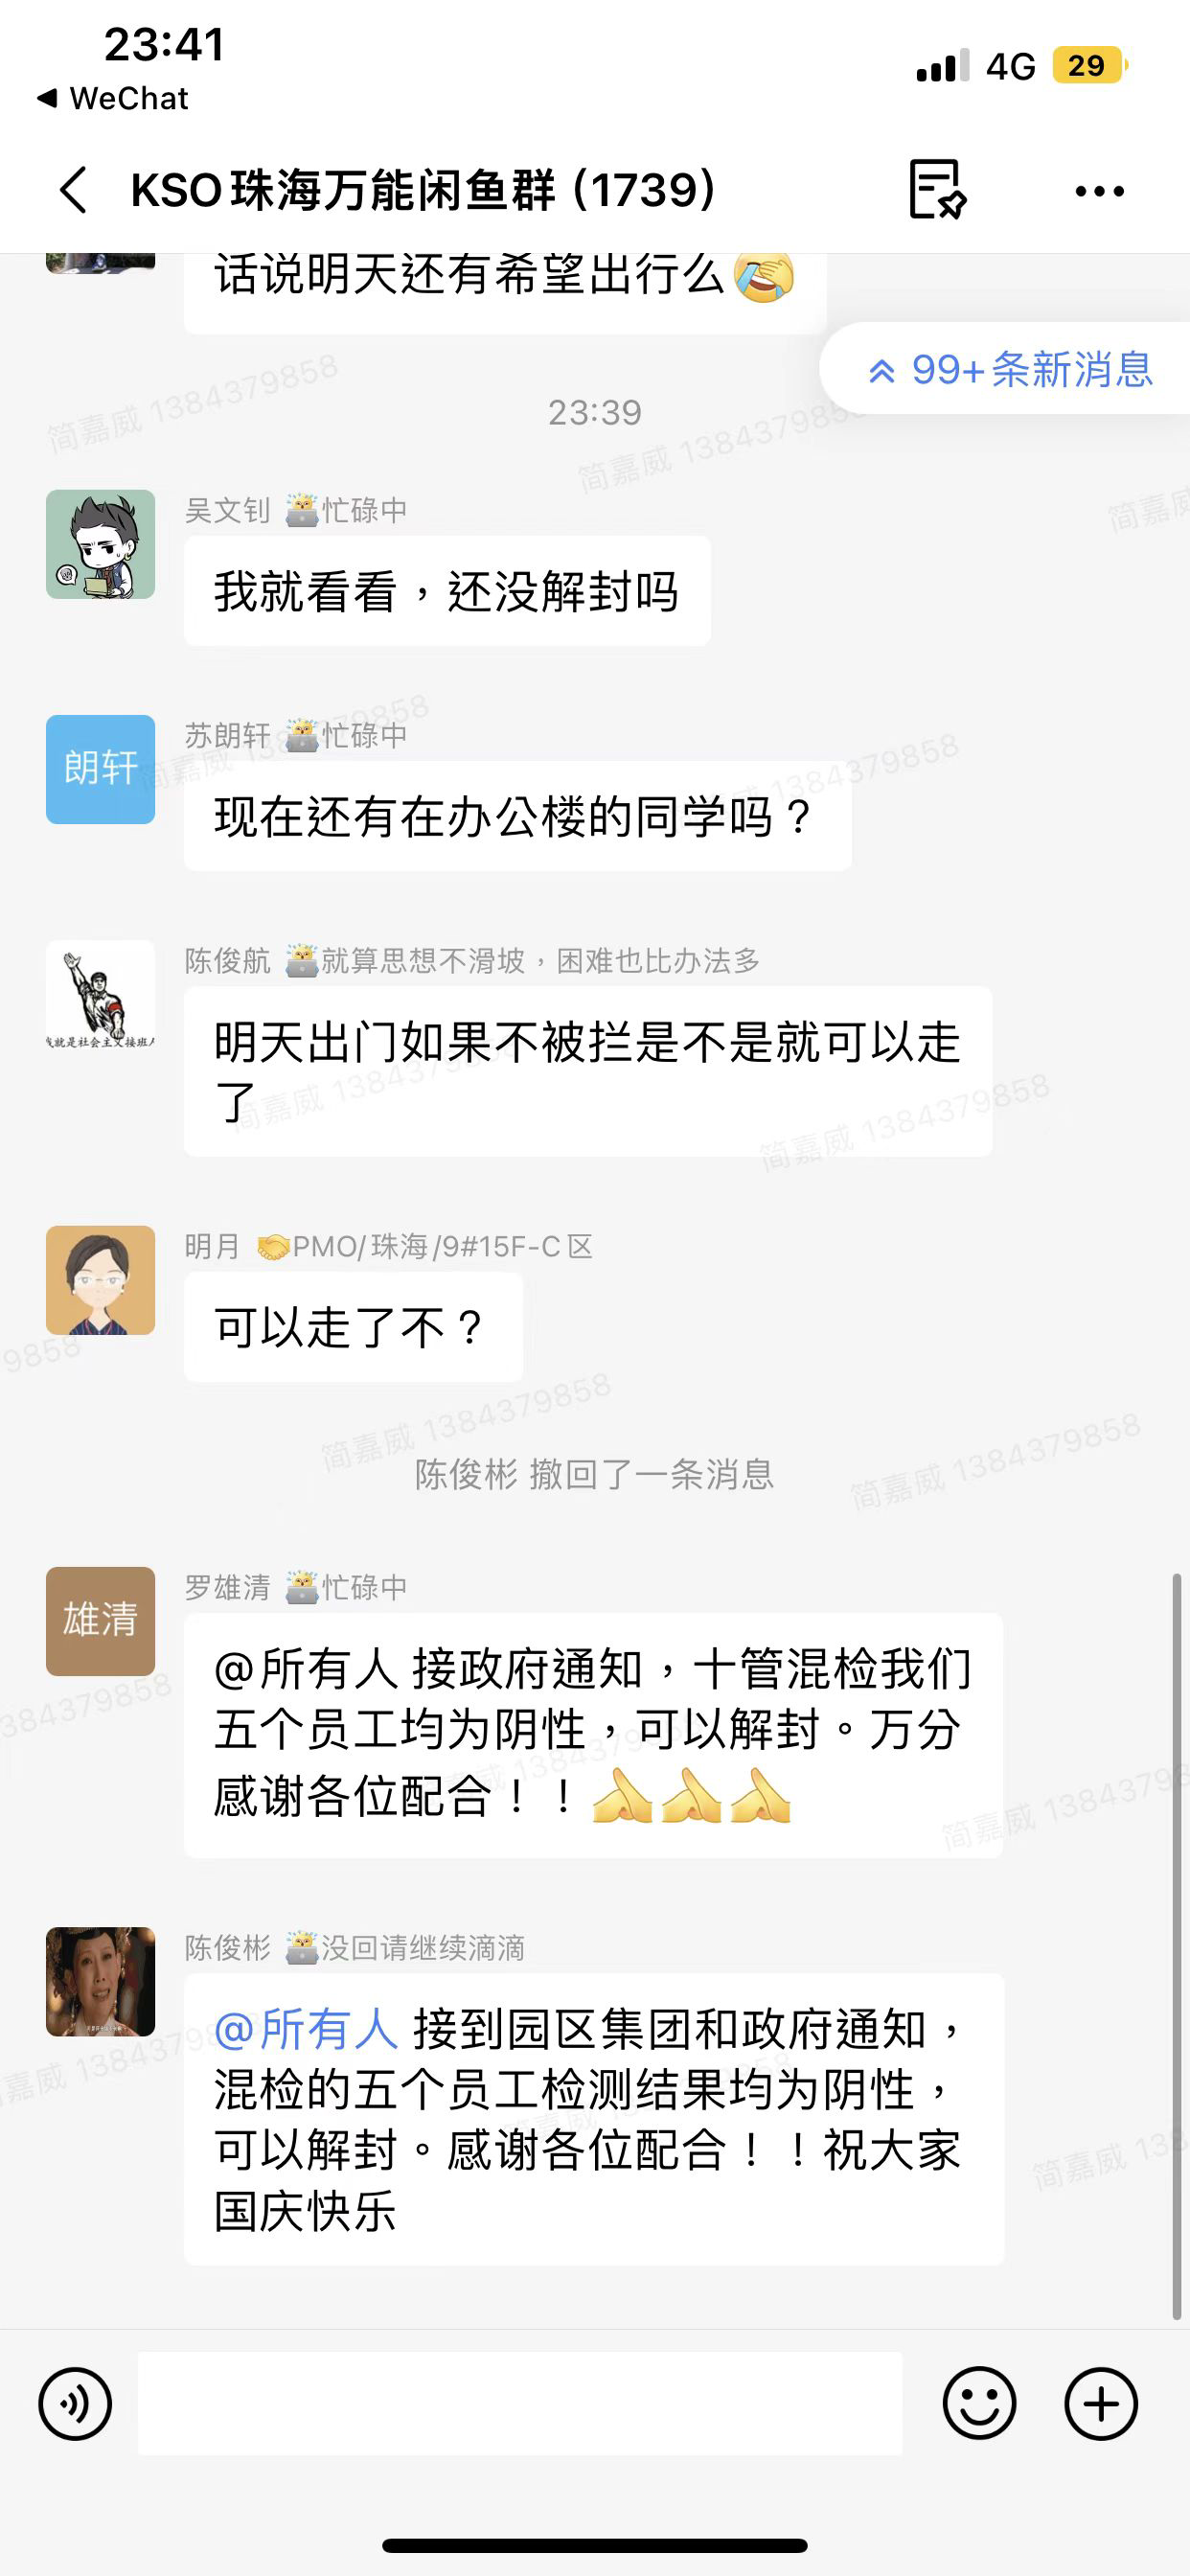 23:41
4G
29
WeChat
KSO珠海万能闲鱼群 (1739)
话说明天还有希望出行么
99+条新消息
23:39
吴文钊 忙碌中
我就看看，还没解封吗
朗轩
苏朗轩 忙碌中
现在还有在办公楼的同学吗？
陈俊航 就算思想不滑坡，困难也比办法多
我就是社会主义接班人
明天出门如果不被拦是不是就可以走
了
明月 PMO/珠海/9#15F-C区
可以走了不？
陈俊彬 撤回了一条消息
雄清
罗雄清 忙碌中
@所有人 接政府通知，十管混检我们
五个员工均为阴性，可以解封。万分
感谢各位配合！！
陈俊彬 没回请继续滴滴
@所有人 接到园区集团和政府通知，
混检的五个员工检测结果均为阴性，
可以解封。感谢各位配合！！祝大家
国庆快乐
简嘉威 1384379858